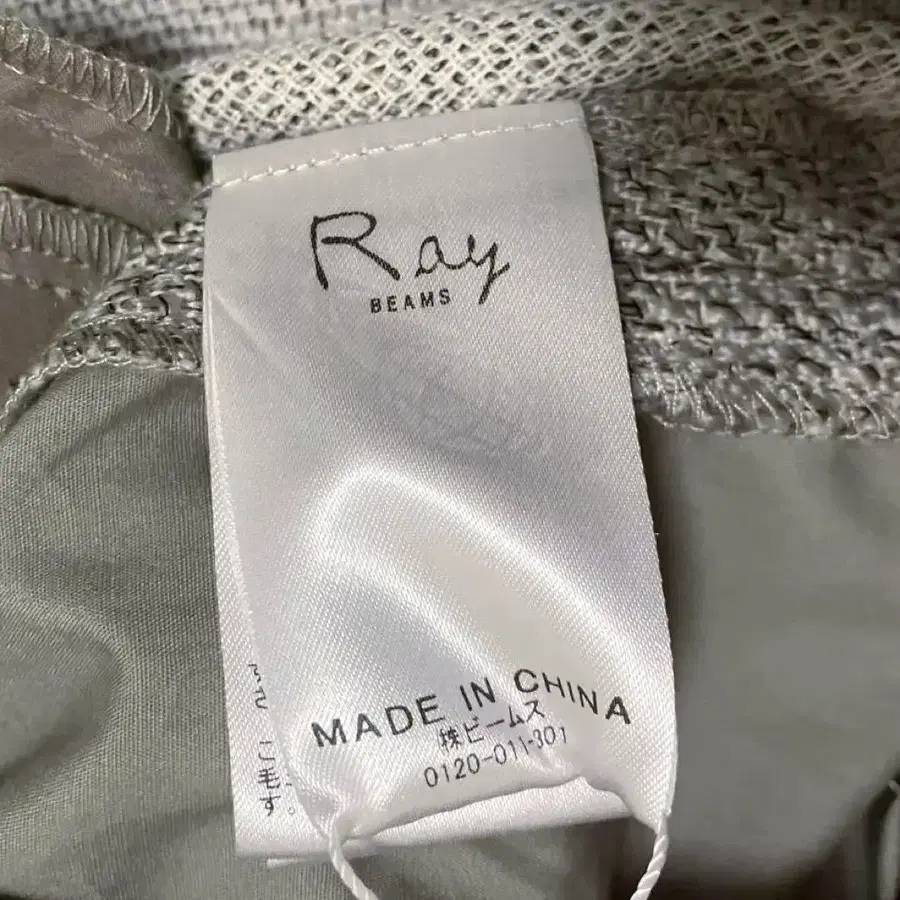 Ray
BEAMS
MADE IN CHINA
㈱ビームス
0120-011-301